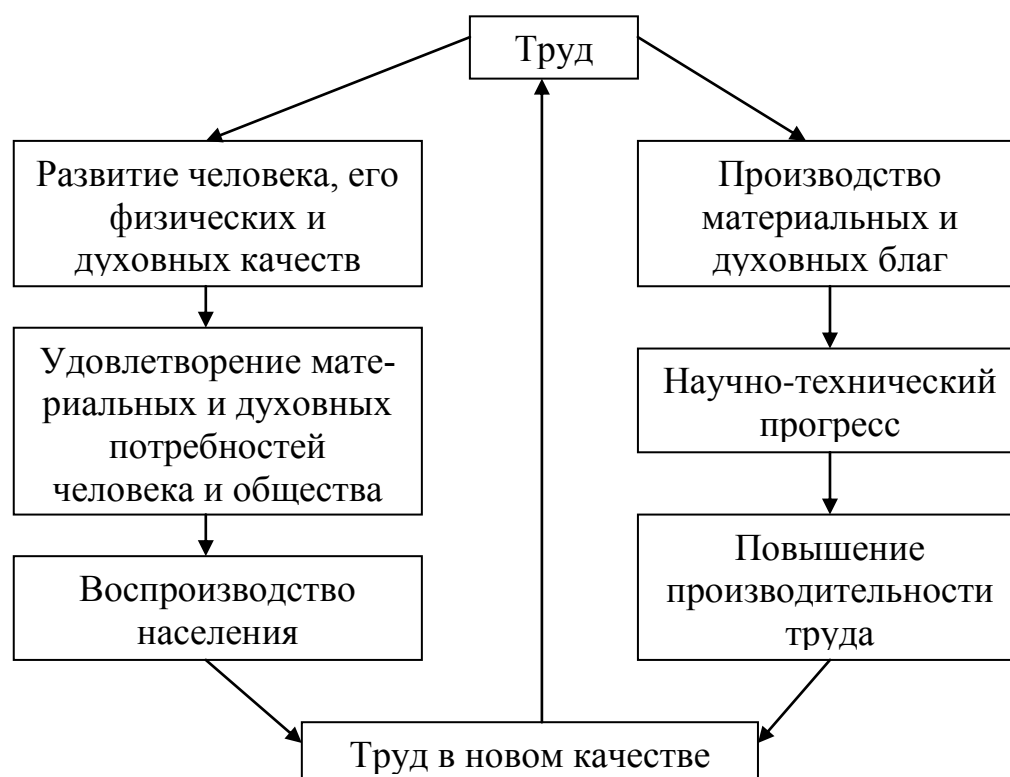 Труд
Развитие человека, его
физических и
духовных качеств
Удовлетворение мате-
риальных и духовных
потребностей
человека и общества
Воспроизводство
населения
Производство
материальных и
духовных благ
Научно-технический
прогресс
Повышение
производительности
труда
Труд в новом качестве